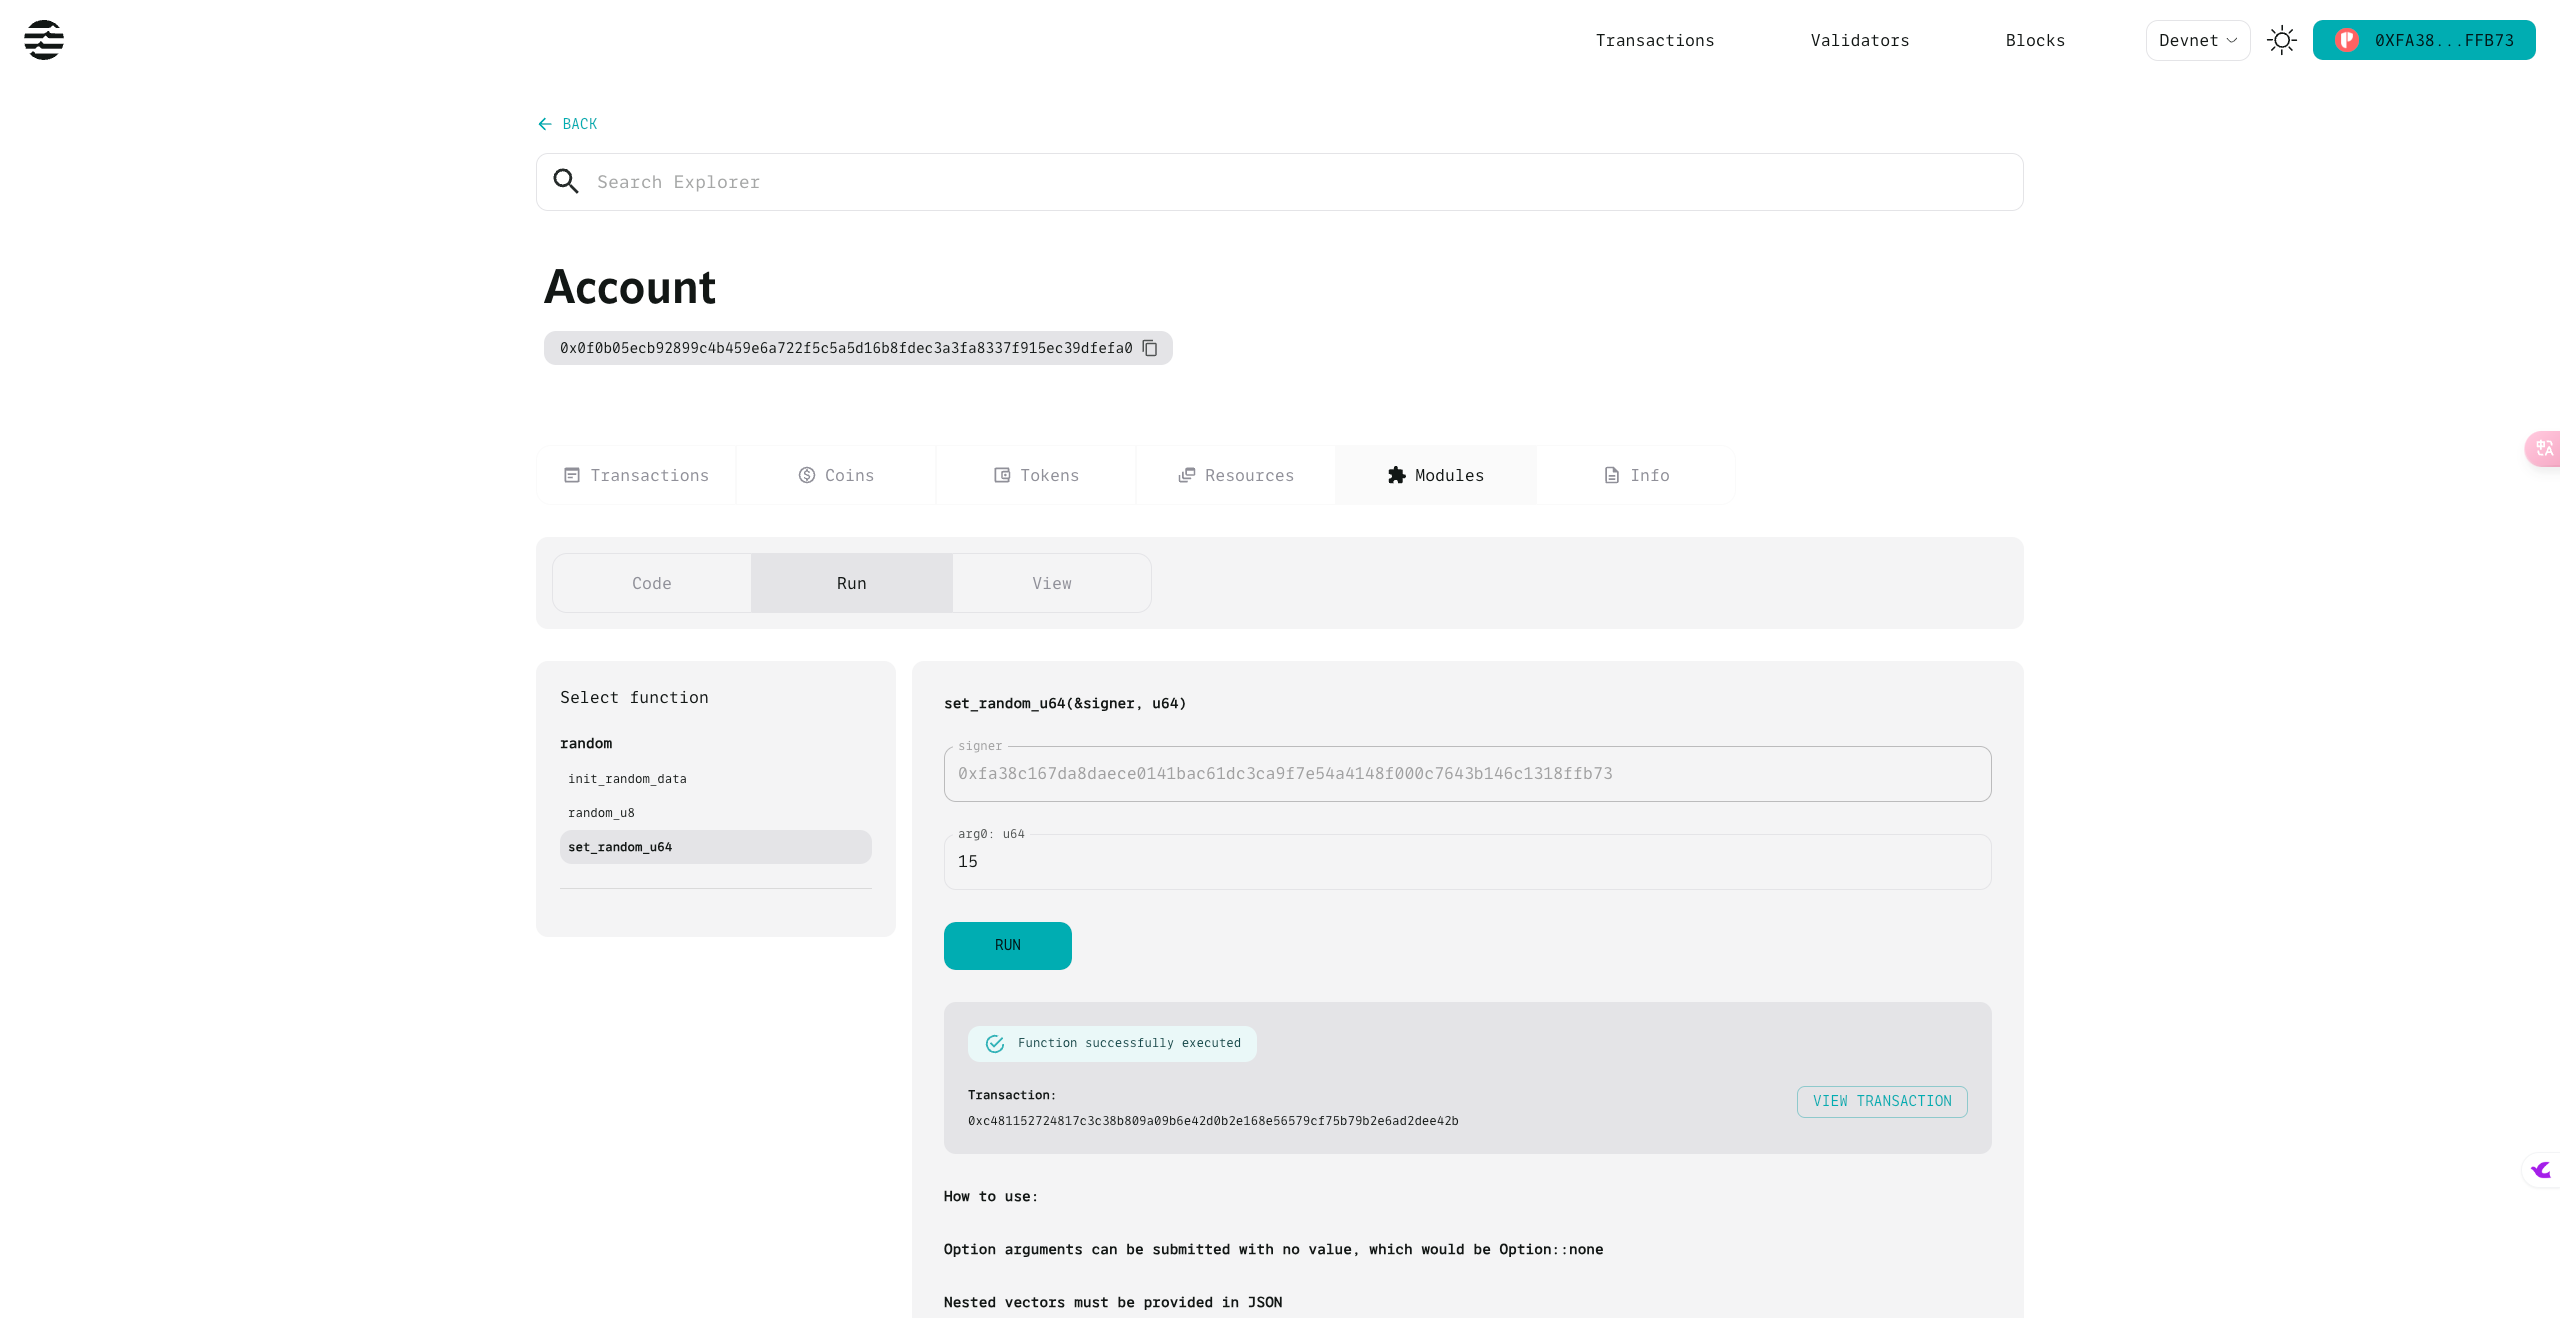 Transactions
Validators
Blocks
Devnet
0XFA38...FFB73
BACK
Search Explorer
Account
0x0f0b05ecb92899c4b459e6a722f5c5a5d16b8fdec3a3fa8337f915ec39dfefa0
Transactions
Coins
Tokens
Resources
Modules
Info
Code
Run
View
Select function
random
init_random_data
random_u8
set_random_u64
set_random_u64(&signer, u64)
signer
0xfa38c167da8daece0141bac61dc3ca9f7e54a4148f000c7643b146c1318ffb73
arg0: u64
15
RUN
Function successfully executed
Transaction:
0xc481152724817c3c38b809a09b6e42d0b2e168e56579cf75b79b2e6ad2dee42b
VIEW TRANSACTION
How to use:
Option arguments can be submitted with no value, which would be Option::none
Nested vectors must be provided in JSON